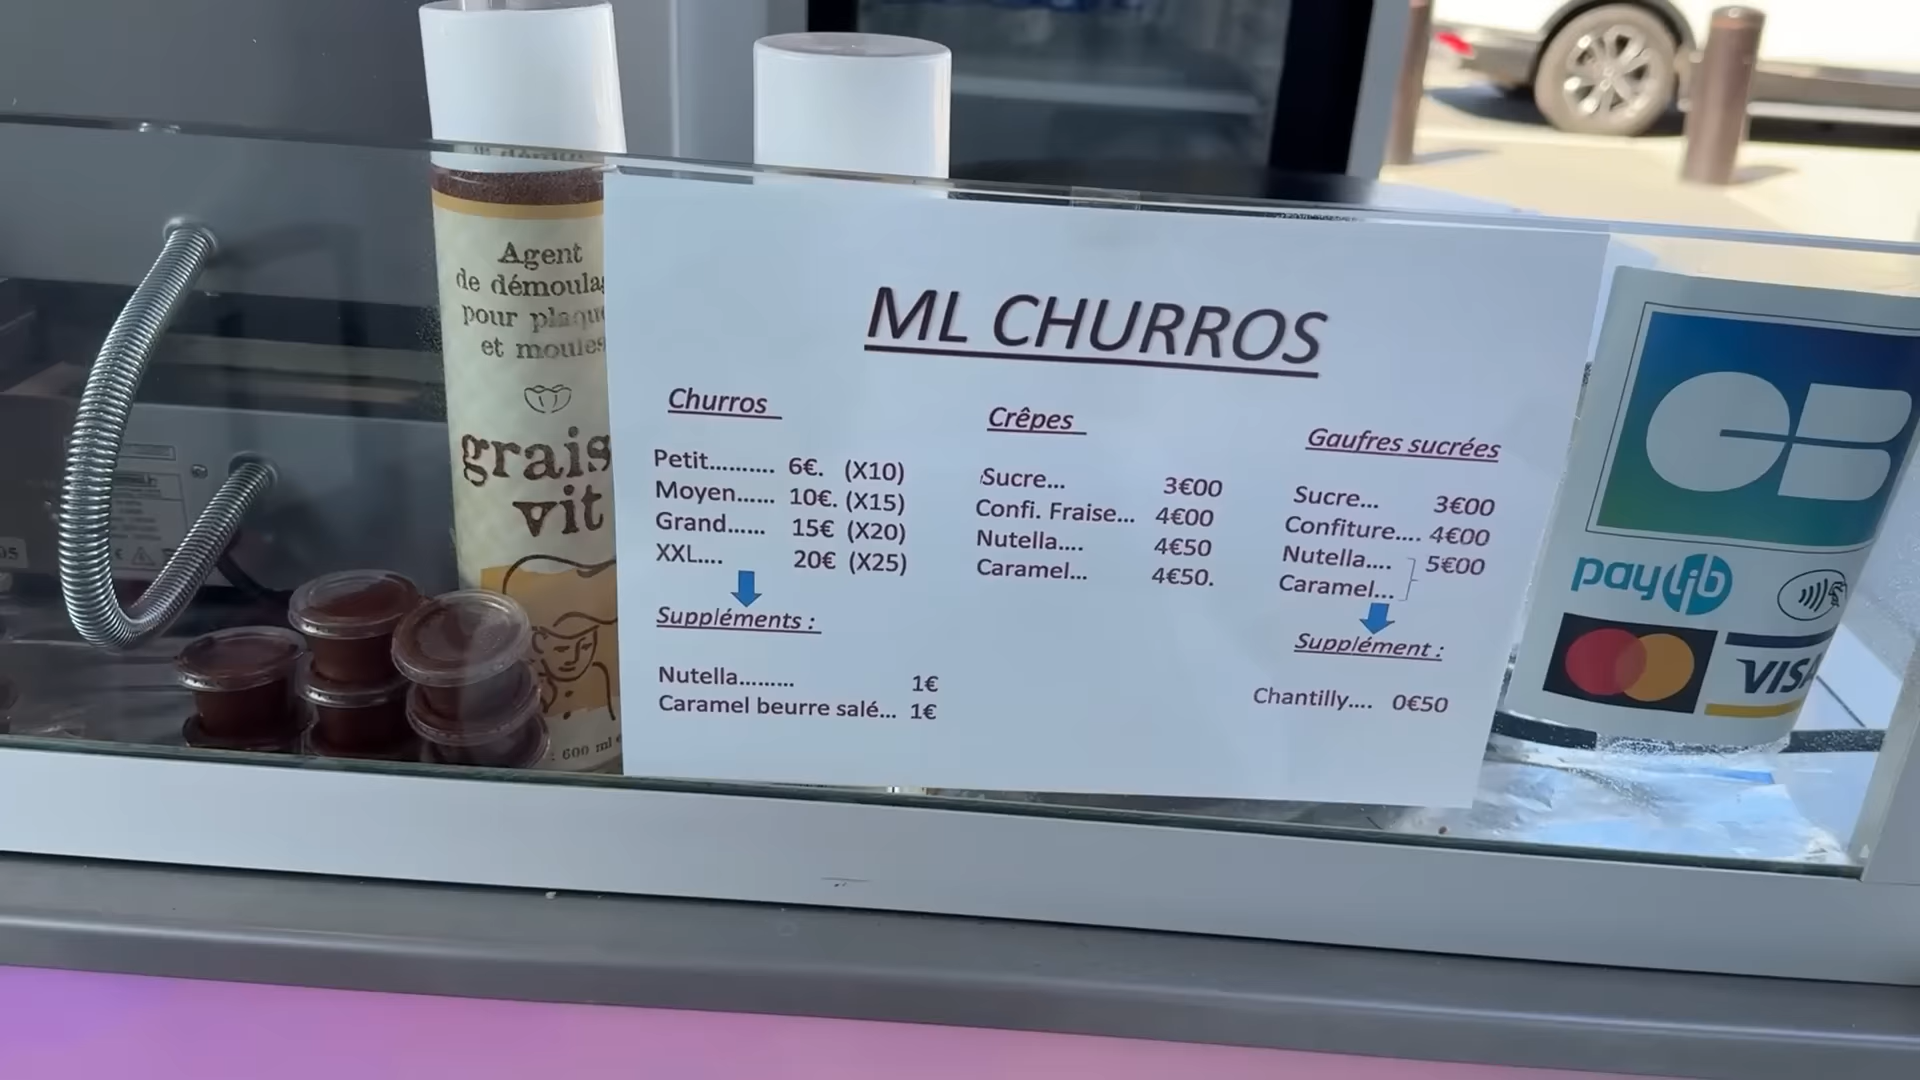 Agent
de démoula
pour plaqu
et moules
grais
vit
600 ml
ML CHURROS
Churros
Petit.......... 6€. (X10)
Moyen...... 10€. (X15)
Grand...... 15€ (X20)
XXL.... 20€ (X25)
Suppléments :
Nutella......... 1€
Caramel beurre salé... 1€
Crêpes
Sucre... 3€00
Confi. Fraise... 4€00
Nutella.... 4€50
Caramel... 4€50.
Gaufres sucrées
Sucre... 3€00
Confiture.... 4€00
Nutella.... 5€00
Caramel...
Supplément :
Chantilly.... 0€50
CB
paylib
VISA